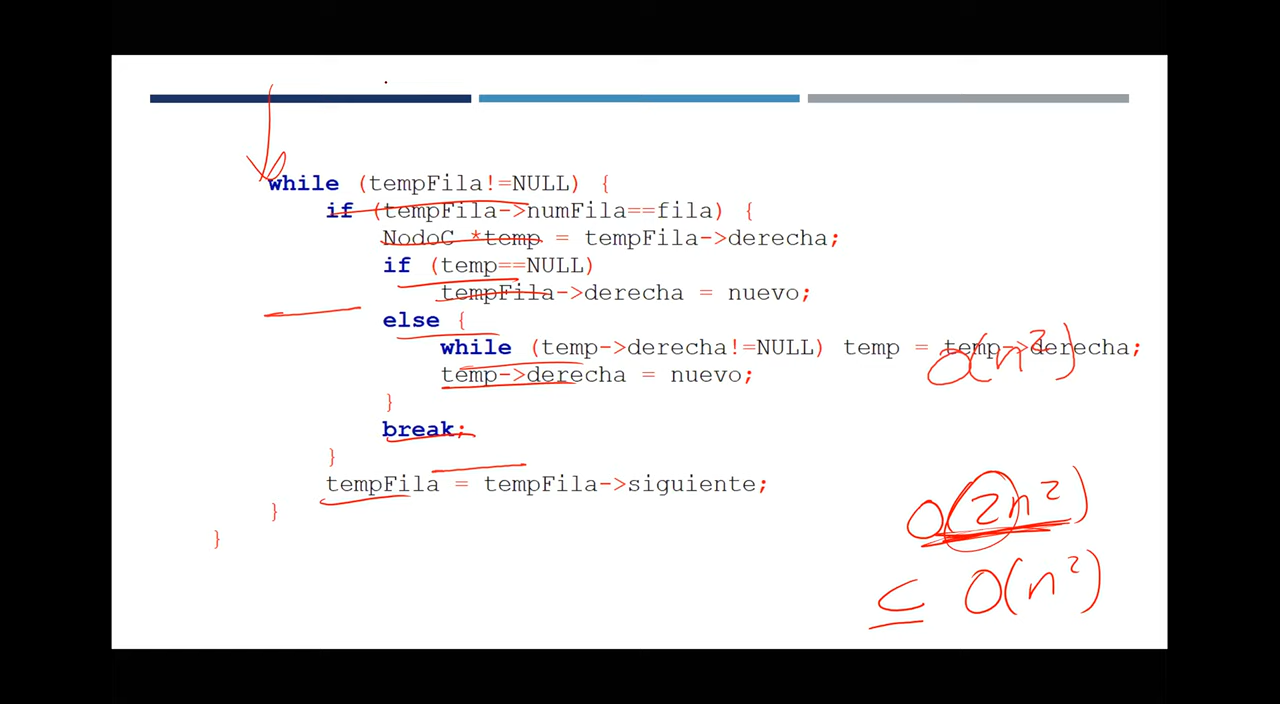 while (tempFila!=NULL) {
if (tempFila->numFila==fila) {
NodoC *temp = tempFila->derecha;
if (temp==NULL)
tempFila->derecha = nuevo;
else {
while (temp->derecha!=NULL) temp = temp->derecha;
O(n²)
temp->derecha = nuevo;
}
break;
}
tempFila = tempFila->siguiente;
O(2n²)
}
}
⊆ O(n²)